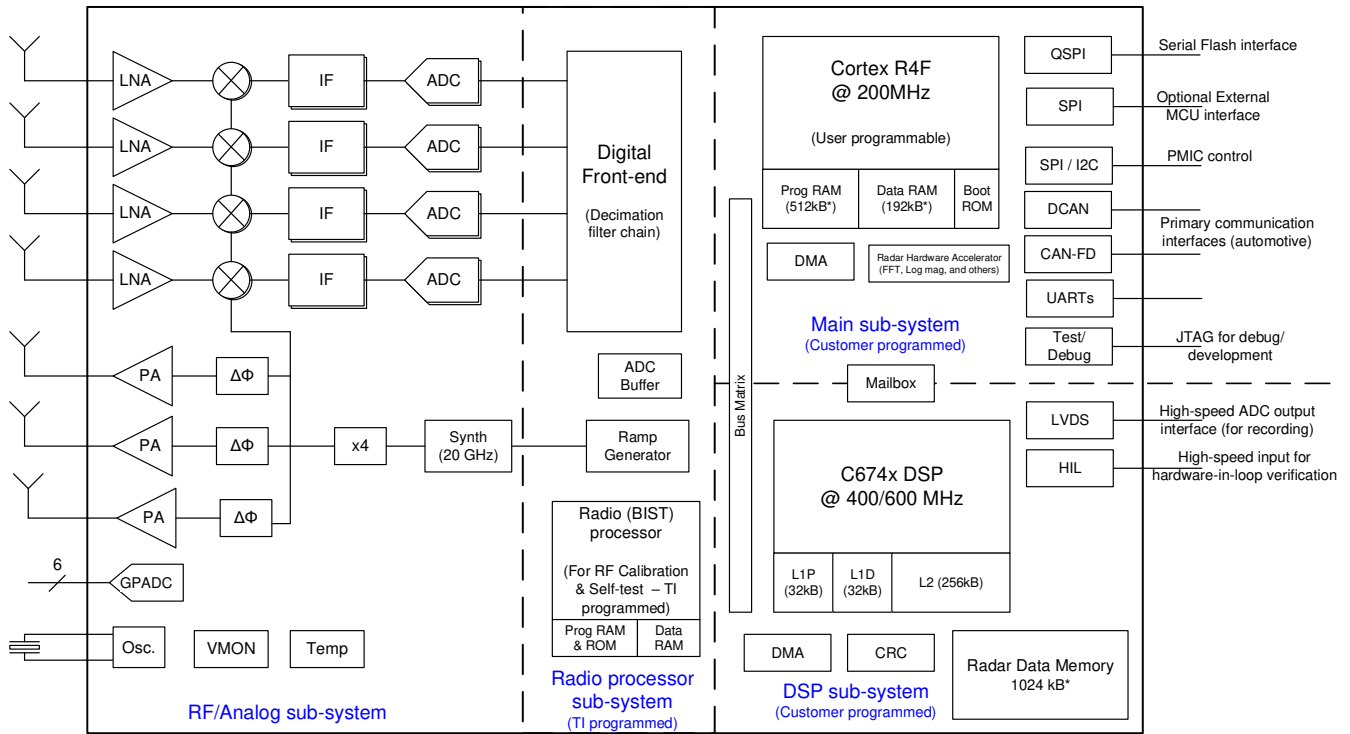 LNA
IF
ADC
LNA
IF
ADC
LNA
IF
ADC
LNA
IF
ADC
PA
ΔΦ
PA
ΔΦ
PA
ΔΦ
x4
Synth
(20 GHz)
6
GPADC
Osc.
VMON
Temp
RF/Analog sub-system
Digital
Front-end
(Decimation
filter chain)
ADC
Buffer
Ramp
Generator
Radio (BIST)
processor
(For RF Calibration
& Self-test – TI
programmed)
Prog RAM
& ROM
Data
RAM
Radio processor
sub-system
(TI programmed)
Bus Matrix
Cortex R4F
@ 200MHz
(User programmable)
Prog RAM
(512kB*)
Data RAM
(192kB*)
Boot
ROM
DMA
Radar Hardware Accelerator
(FFT, Log mag, and others)
Main sub-system
(Customer programmed)
Mailbox
C674x DSP
@ 400/600 MHz
L1P
(32kB)
L1D
(32kB)
L2 (256kB)
DMA
CRC
Radar Data Memory
1024 kB*
DSP sub-system
(Customer programmed)
QSPI
Serial Flash interface
SPI
Optional External
MCU interface
SPI / I2C
PMIC control
DCAN
Primary communication
interfaces (automotive)
CAN-FD
UARTs
Test/
Debug
JTAG for debug/
development
LVDS
High-speed ADC output
interface (for recording)
HIL
High-speed input for
hardware-in-loop verification